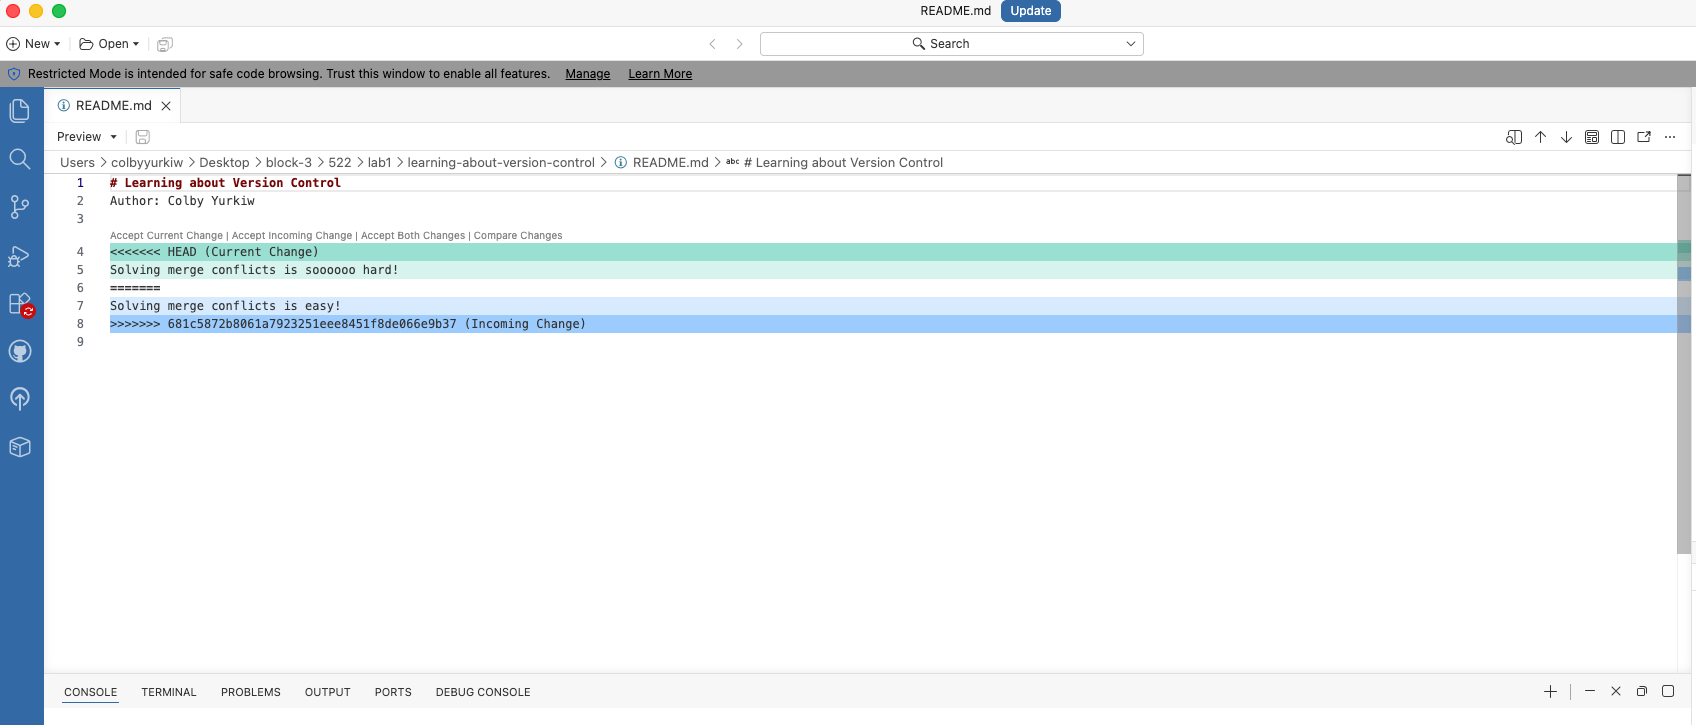 README.md Update
New Open Search
Restricted Mode is intended for safe code browsing. Trust this window to enable all features. Manage Learn More
README.md
Preview
Users > colbyyurkiw > Desktop > block-3 > 522 > lab1 > learning-about-version-control > README.md > abc # Learning about Version Control
1 # Learning about Version Control
2 Author: Colby Yurkiw
3
Accept Current Change | Accept Incoming Change | Accept Both Changes | Compare Changes
4 <<<<<<< HEAD (Current Change)
5 Solving merge conflicts is soooooo hard!
6 =======
7 Solving merge conflicts is easy!
8 >>>>>>> 681c5872b8061a7923251eee8451f8de066e9b37 (Incoming Change)
9
CONSOLE TERMINAL PROBLEMS OUTPUT PORTS DEBUG CONSOLE